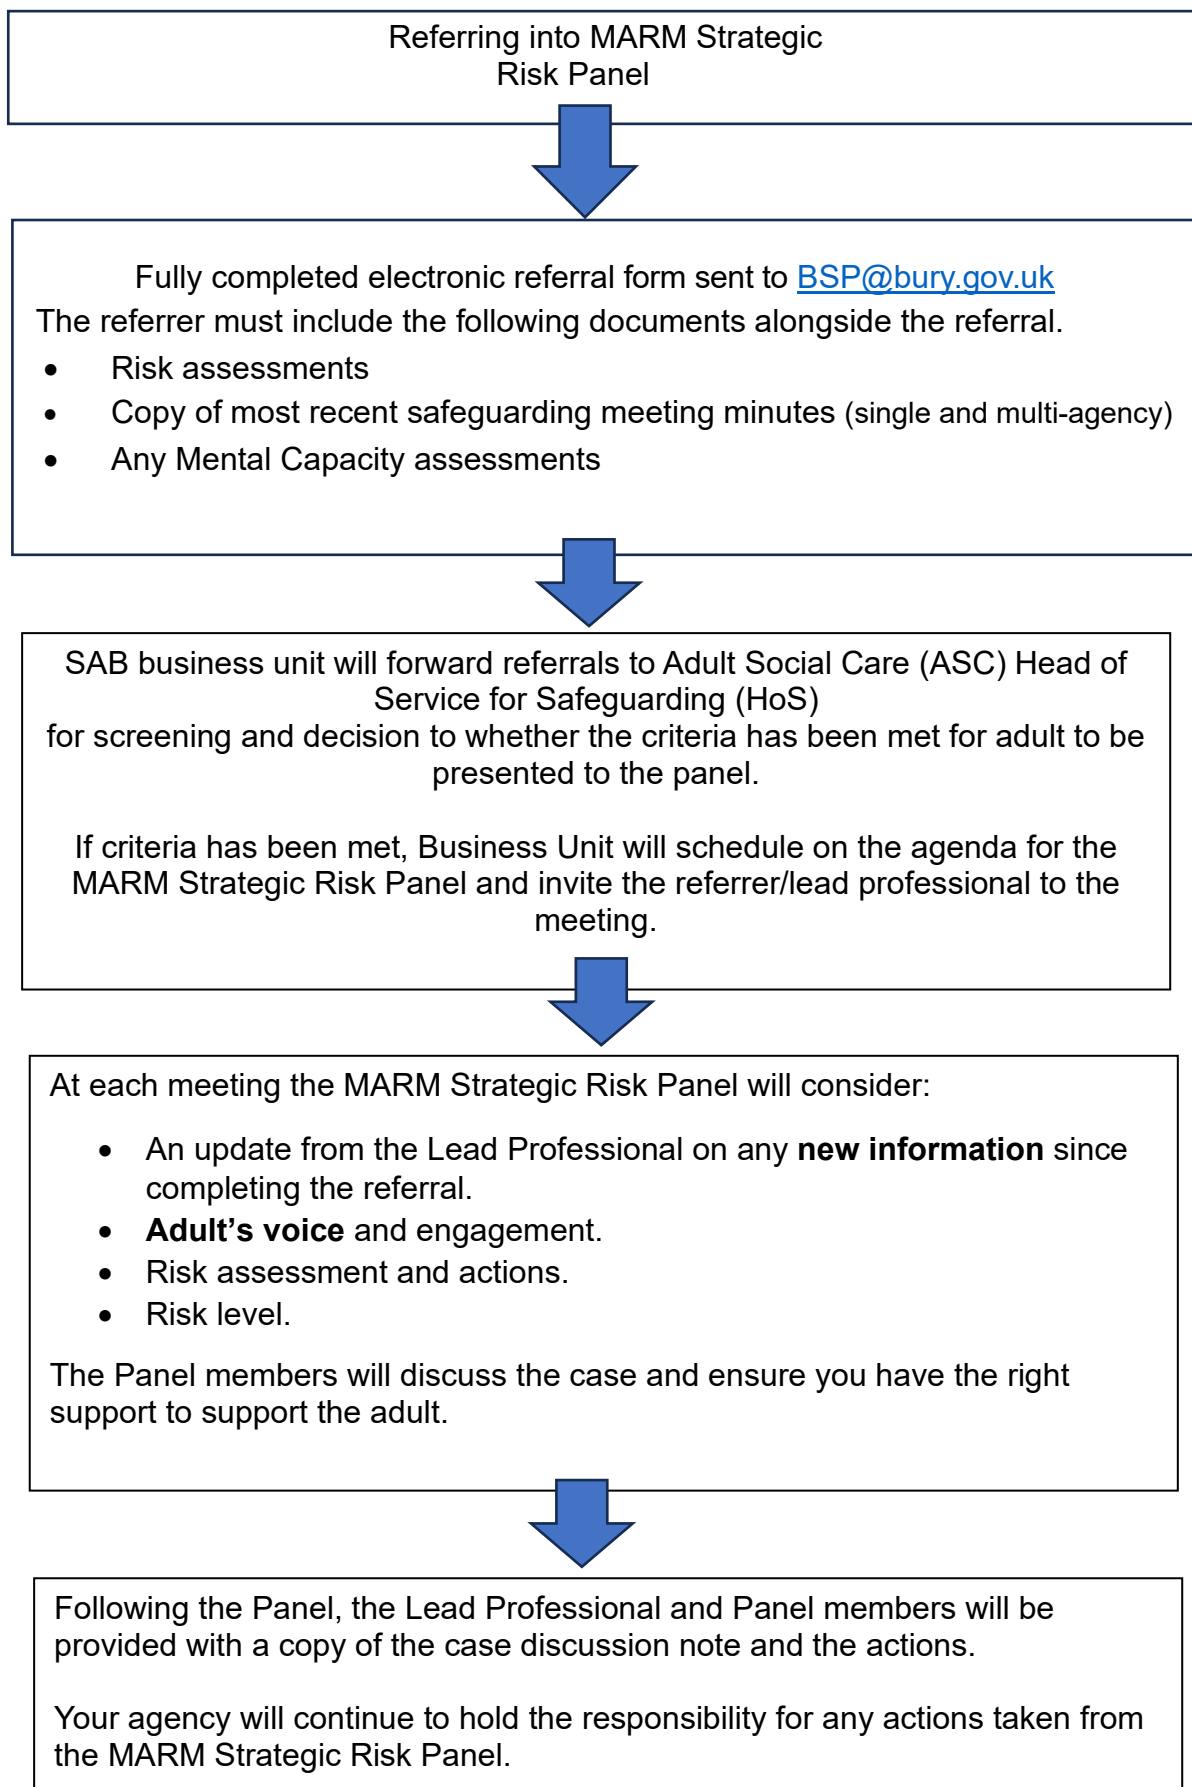 Referring into MARM Strategic
Risk Panel
Fully completed electronic referral form sent to BSP@bury.gov.uk
The referrer must include the following documents alongside the referral.
• Risk assessments
• Copy of most recent safeguarding meeting minutes (single and multi-agency)
• Any Mental Capacity assessments
SAB business unit will forward referrals to Adult Social Care (ASC) Head of
Service for Safeguarding (HoS)
for screening and decision to whether the criteria has been met for adult to be
presented to the panel.
If criteria has been met, Business Unit will schedule on the agenda for the
MARM Strategic Risk Panel and invite the referrer/lead professional to the
meeting.
At each meeting the MARM Strategic Risk Panel will consider:
• An update from the Lead Professional on any new information since
completing the referral.
• Adult’s voice and engagement.
• Risk assessment and actions.
• Risk level.
The Panel members will discuss the case and ensure you have the right
support to support the adult.
Following the Panel, the Lead Professional and Panel members will be
provided with a copy of the case discussion note and the actions.
Your agency will continue to hold the responsibility for any actions taken from
the MARM Strategic Risk Panel.